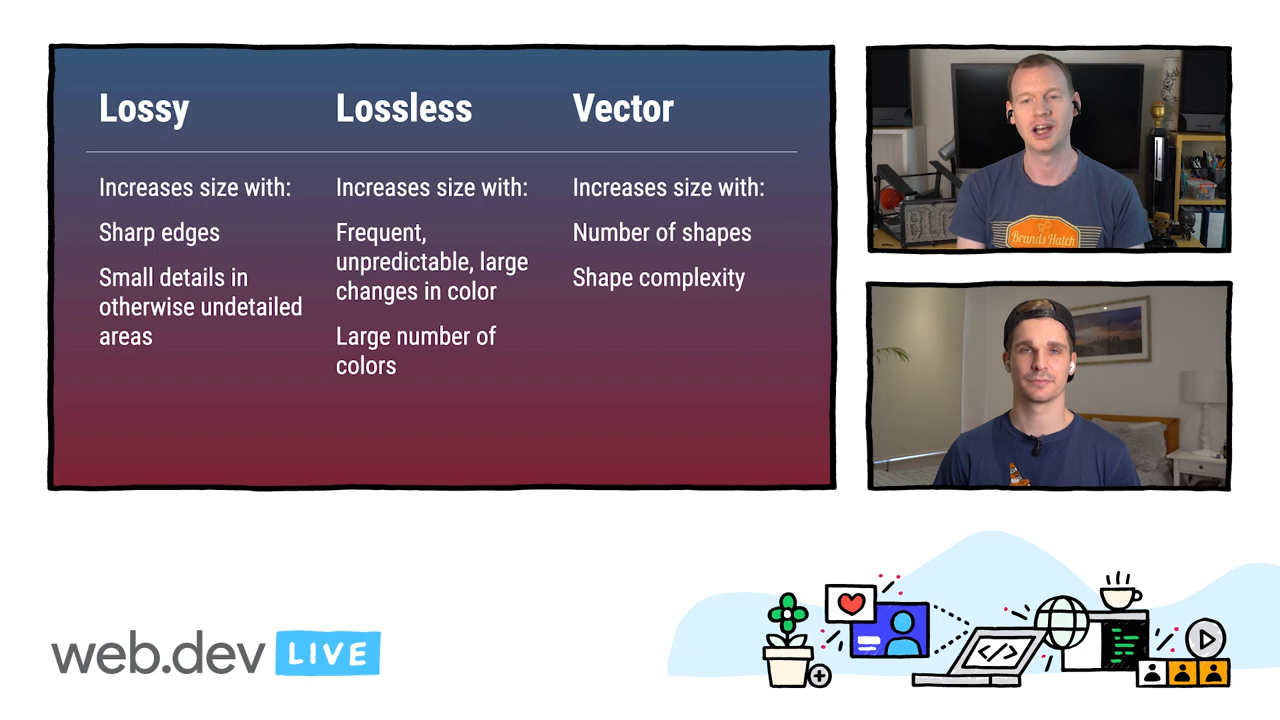 Lossy
Increases size with:
Sharp edges
Small details in
otherwise undetailed
areas
Lossless
Increases size with:
Frequent,
unpredictable, large
changes in color
Large number of
colors
Vector
Increases size with:
Number of shapes
Shape complexity
Brands Hatch
web.dev LIVE
</>